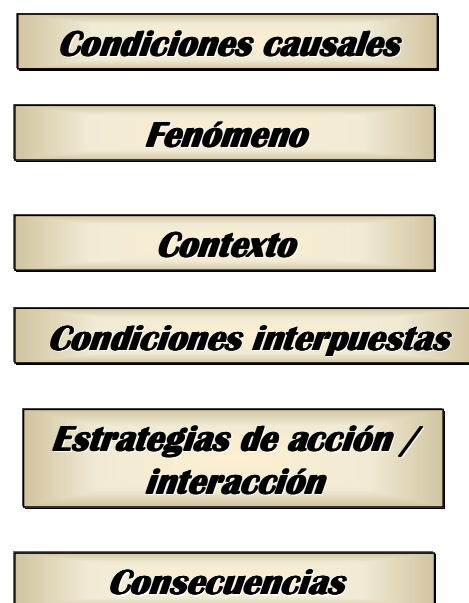 Condiciones causales
Fenómeno
Contexto
Condiciones interpuestas
Estrategias de acción /
interacción
Consecuencias